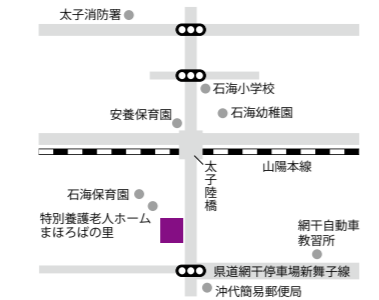 太子消防署
石海小学校
石海幼稚園
安養保育園
太子陸橋
山陽本線
石海保育園
特別養護老人ホーム
まほろばの里
網干自動車
教習所
県道網干停車場新舞子線
沖代簡易郵便局